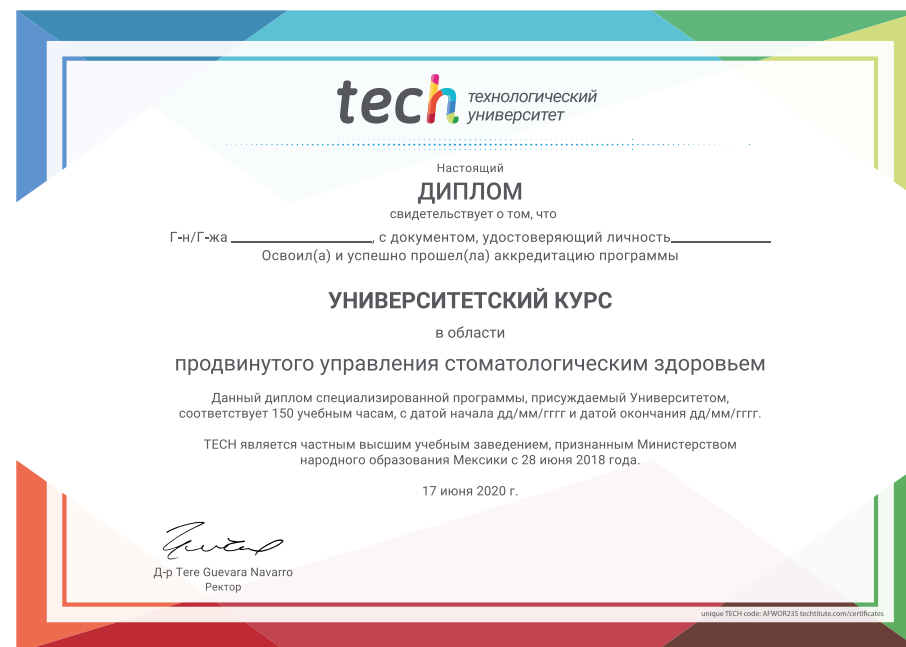 tech технологический
университет
Настоящий
ДИПЛОМ
свидетельствует о том, что
Г-н/Г-жа ____________________, с документом, удостоверяющий личность______________
Освоил(а) и успешно прошел(ла) аккредитацию программы
УНИВЕРСИТЕТСКИЙ КУРС
в области
продвинутого управления стоматологическим здоровьем
Данный диплом специализированной программы, присуждаемый Университетом,
соответствует 150 учебным часам, с датой начала дд/мм/гггг и датой окончания дд/мм/гггг.
TECH является частным высшим учебным заведением, признанным Министерством
народного образования Мексики с 28 июня 2018 года.
17 июня 2020 г.
Д-р Tere Guevara Navarro
Ректор
unique TECH code: AFWOR23S techtitute.com/certificates